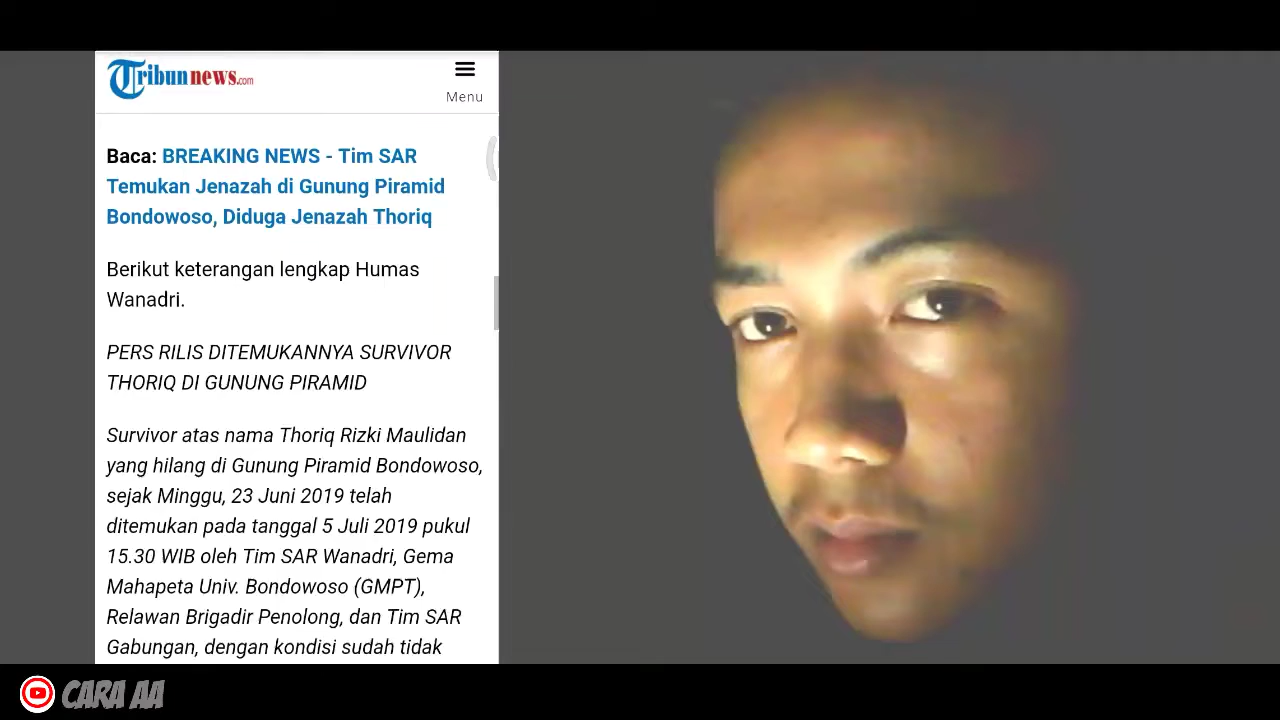 Tribunnews.com
Menu
Baca: BREAKING NEWS - Tim SAR
Temukan Jenazah di Gunung Piramid
Bondowoso, Diduga Jenazah Thoriq
Berikut keterangan lengkap Humas
Wanadri.
PERS RILIS DITEMUKANNYA SURVIVOR
THORIQ DI GUNUNG PIRAMID
Survivor atas nama Thoriq Rizki Maulidan
yang hilang di Gunung Piramid Bondowoso,
sejak Minggu, 23 Juni 2019 telah
ditemukan pada tanggal 5 Juli 2019 pukul
15.30 WIB oleh Tim SAR Wanadri, Gema
Mahapeta Univ. Bondowoso (GMPT),
Relawan Brigadir Penolong, dan Tim SAR
Gabungan, dengan kondisi sudah tidak
CARA AA